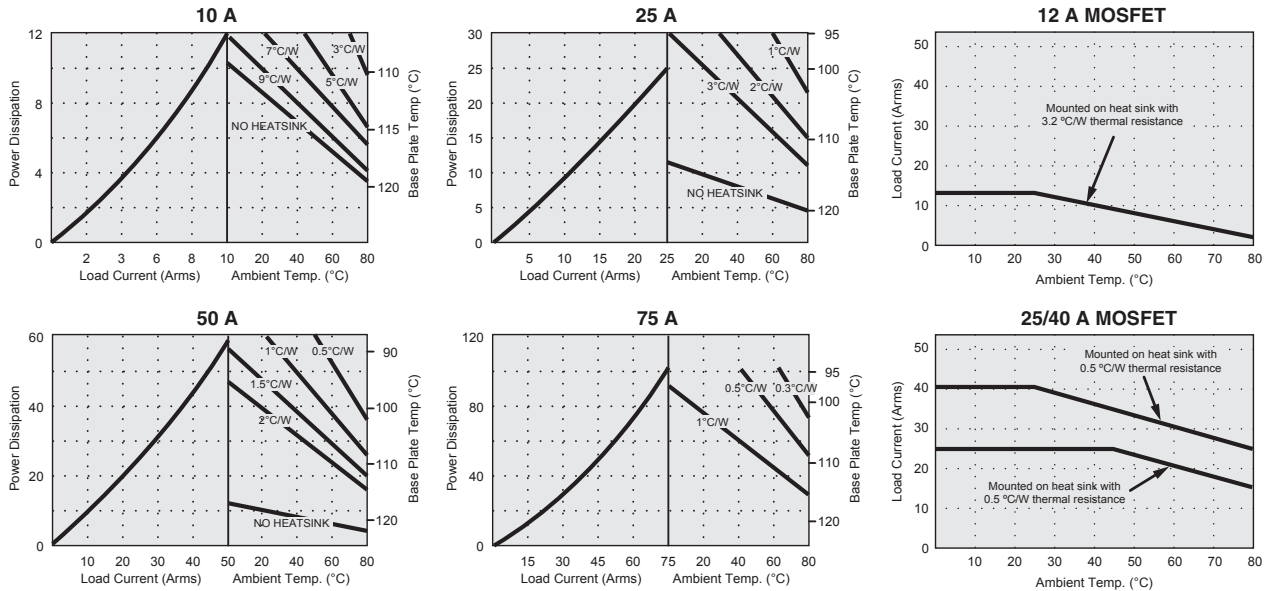 10 A
Power Dissipation
12
8
4
0
2
3
6
8
10
20
40
60
80
Load Current (Arms)
Ambient Temp. (°C)
7°C/W
3°C/W
9°C/W
5°C/W
NO HEATSINK
110
115
120
Base Plate Temp (°C)
25 A
Power Dissipation
30
25
20
15
10
5
0
5
10
15
20
25
20
40
60
80
Load Current (Arms)
Ambient Temp. (°C)
1°C/W
3°C/W
2°C/W
NO HEATSINK
95
100
110
120
Base Plate Temp (°C)
12 A MOSFET
Load Current (Arms)
50
40
30
20
10
0
Mounted on heat sink with
3.2 ºC/W thermal resistance
0
10
20
30
40
50
60
70
80
Ambient Temp. (°C)
50 A
Power Dissipation
60
40
20
0
10
20
30
40
50
20
40
60
80
Load Current (Arms)
Ambient Temp. (°C)
1°C/W
0.5°C/W
1.5°C/W
2°C/W
NO HEATSINK
90
100
110
120
Base Plate Temp (°C)
75 A
Power Dissipation
120
80
40
0
15
30
45
60
75
20
40
60
80
Load Current (Arms)
Ambient Temp. (°C)
0.5°C/W
0.3°C/W
1°C/W
95
100
110
120
Base Plate Temp (°C)
25/40 A MOSFET
Load Current (Arms)
50
40
30
20
10
0
Mounted on heat sink with
0.5 ºC/W thermal resistance
Mounted on heat sink with
0.5 ºC/W thermal resistance
0
10
20
30
40
50
60
70
80
Ambient Temp. (°C)